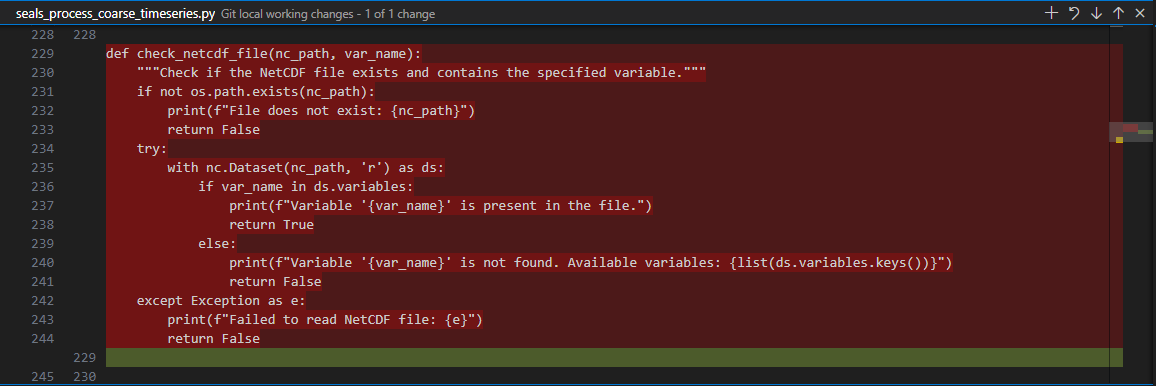 seals_process_coarse_timeseries.py Git local working changes - 1 of 1 change
228 228
229 def check_netcdf_file(nc_path, var_name):
230     """Check if the NetCDF file exists and contains the specified variable."""
231     if not os.path.exists(nc_path):
232         print(f"File does not exist: {nc_path}")
233         return False
234     try:
235         with nc.Dataset(nc_path, 'r') as ds:
236             if var_name in ds.variables:
237                 print(f"Variable '{var_name}' is present in the file.")
238                 return True
239             else:
240                 print(f"Variable '{var_name}' is not found. Available variables: {list(ds.variables.keys())}")
241                 return False
242     except Exception as e:
243         print(f"Failed to read NetCDF file: {e}")
244         return False
229
245 230